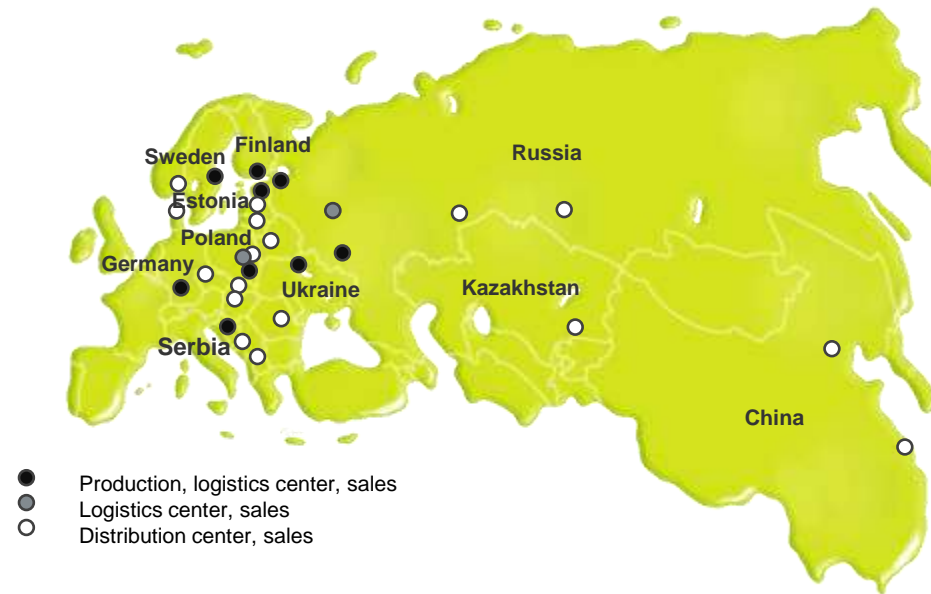 Finland
Sweden
Russia
Estonia
Poland
Germany
Ukraine
Kazakhstan
Serbia
China
Production, logistics center, sales
Logistics center, sales
Distribution center, sales